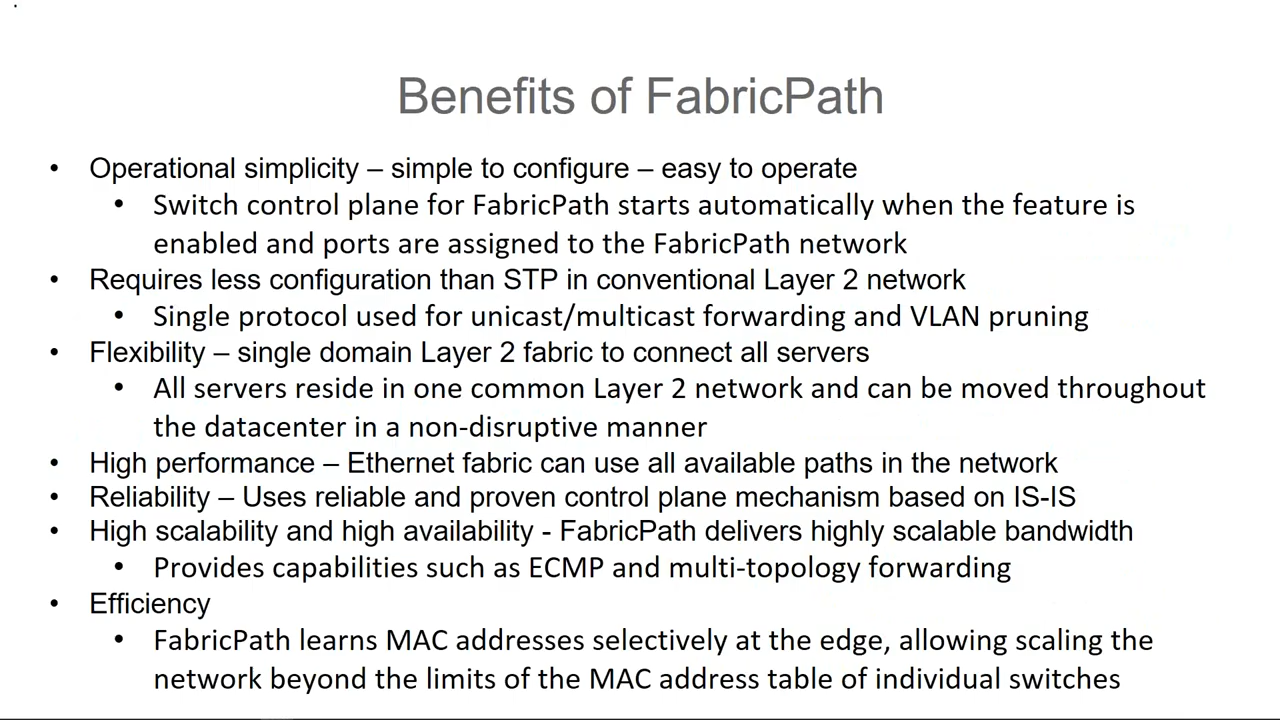 Benefits of FabricPath
• Operational simplicity – simple to configure – easy to operate
• Switch control plane for FabricPath starts automatically when the feature is
enabled and ports are assigned to the FabricPath network
• Requires less configuration than STP in conventional Layer 2 network
• Single protocol used for unicast/multicast forwarding and VLAN pruning
• Flexibility – single domain Layer 2 fabric to connect all servers
• All servers reside in one common Layer 2 network and can be moved throughout
the datacenter in a non-disruptive manner
• High performance – Ethernet fabric can use all available paths in the network
• Reliability – Uses reliable and proven control plane mechanism based on IS-IS
• High scalability and high availability - FabricPath delivers highly scalable bandwidth
• Provides capabilities such as ECMP and multi-topology forwarding
• Efficiency
• FabricPath learns MAC addresses selectively at the edge, allowing scaling the
network beyond the limits of the MAC address table of individual switches